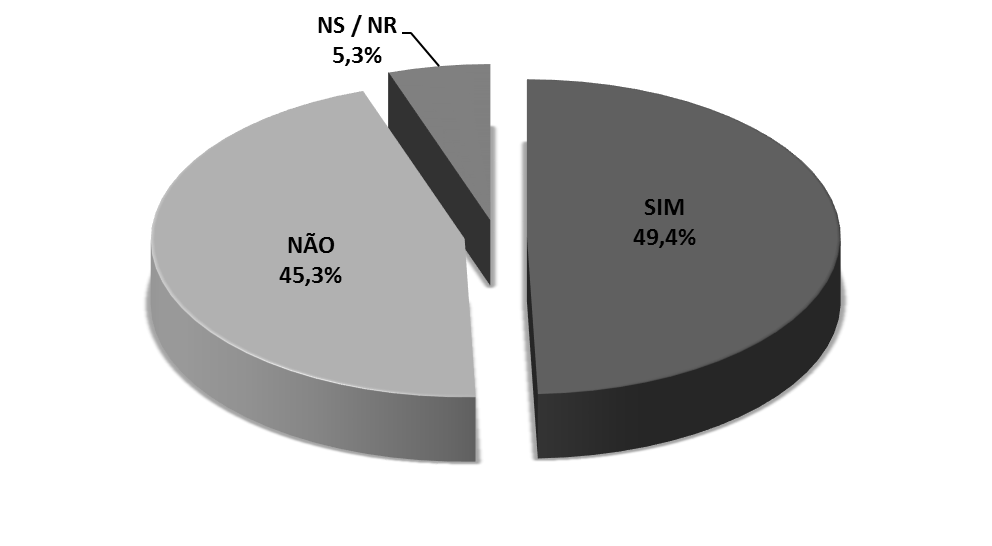 NS / NR
5,3%
SIM
49,4%
NÃO
45,3%